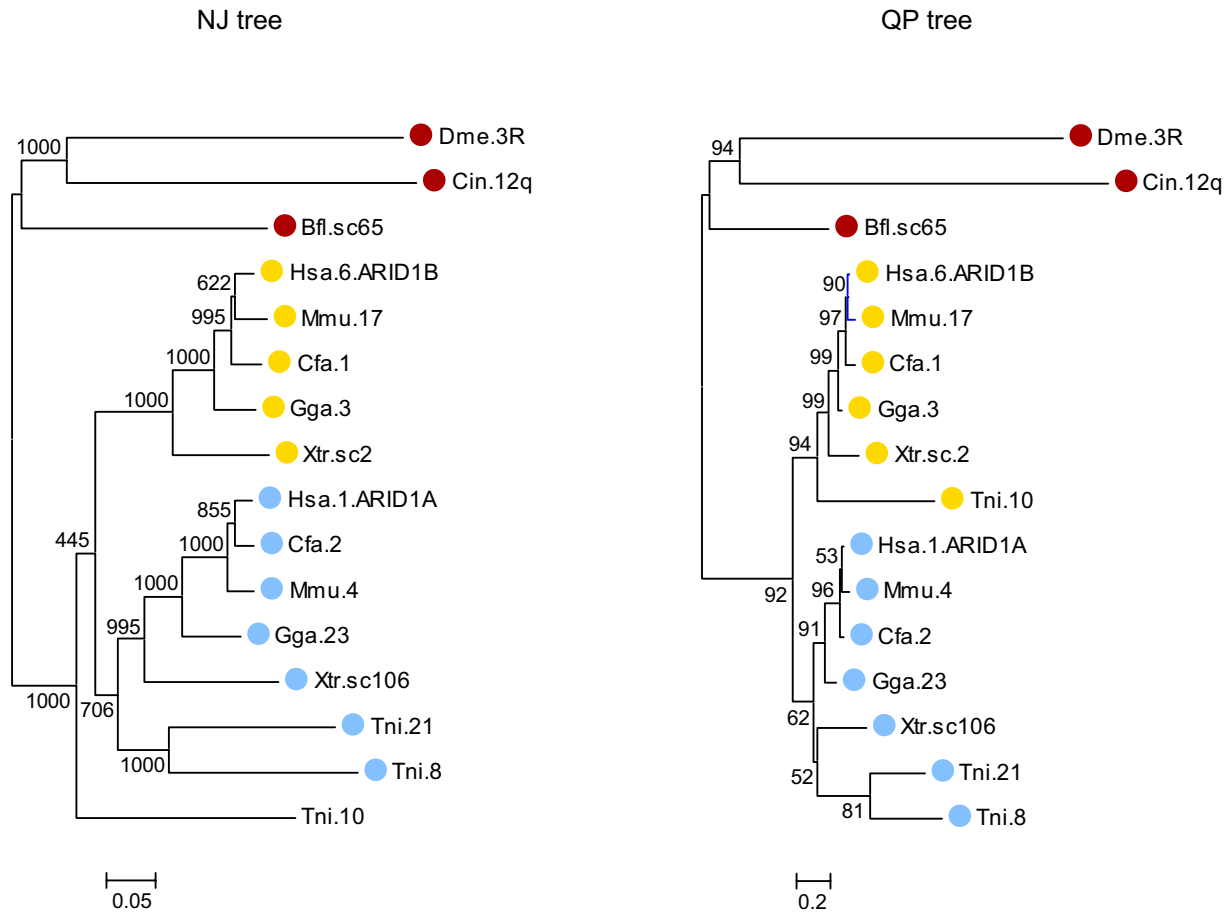 NJ tree
1000
Dme.3R
Cin.12q
Bfl.sc65
Hsa.6.ARID1B
622
Mmu.17
995
Cfa.1
1000
Gga.3
1000
Xtr.sc2
Hsa.1.ARID1A
855
Cfa.2
1000
Mmu.4
445
1000
Gga.23
995
Xtr.sc106
1000
706
Tni.21
1000
Tni.8
Tni.10
0.05
QP tree
94
Dme.3R
Cin.12q
Bfl.sc65
Hsa.6.ARID1B
90
Mmu.17
97
Cfa.1
99
Gga.3
99
Xtr.sc.2
94
Tni.10
Hsa.1.ARID1A
53
Mmu.4
96
92
Cfa.2
91
Gga.23
62
Xtr.sc106
52
Tni.21
81
Tni.8
0.2